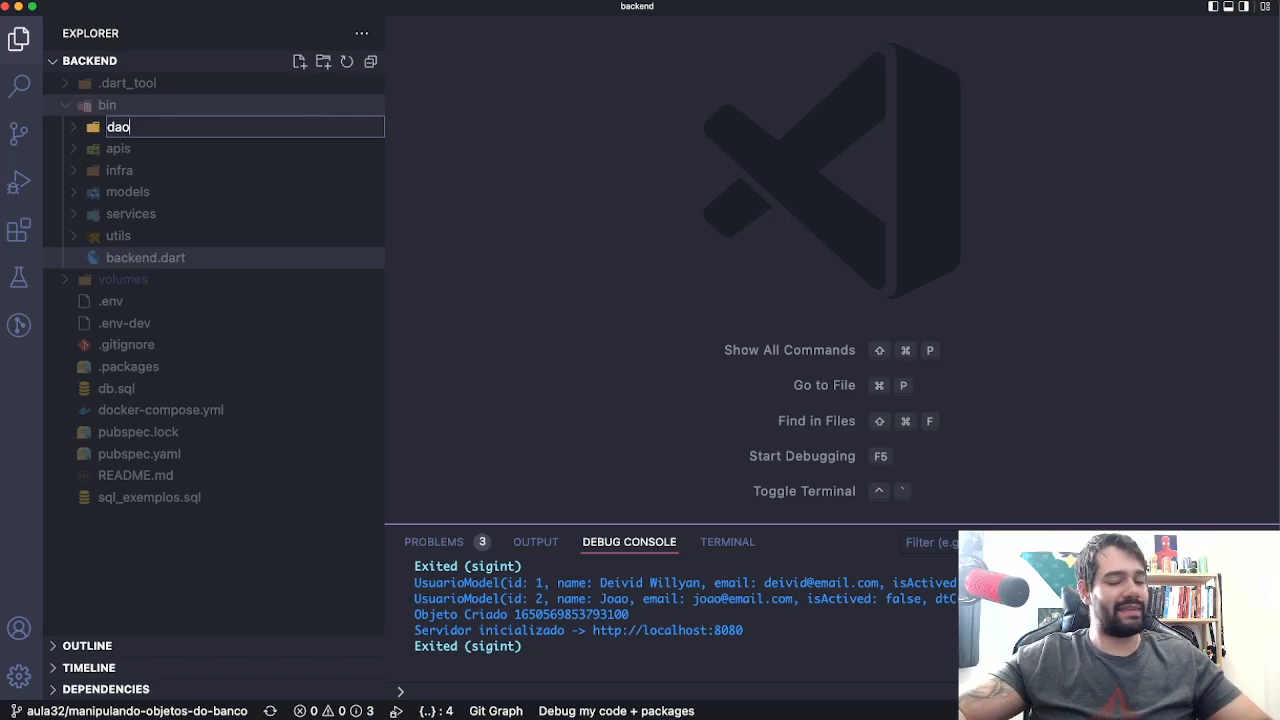 backend
EXPLORER
BACKEND
.dart_tool
bin
dao
apis
infra
models
services
utils
backend.dart
volumes
.env
.env-dev
.gitignore
.packages
db.sql
docker-compose.yml
pubspec.lock
pubspec.yaml
README.md
sql_exemplos.sql
OUTLINE
TIMELINE
DEPENDENCIES
Show All Commands ⇧ ⌘ P
Go to File ⌘ P
Find in Files ⇧ ⌘ F
Start Debugging F5
Toggle Terminal ^ `
PROBLEMS 3 OUTPUT DEBUG CONSOLE TERMINAL Filter (e.g
Exited (sigint)
UsuarioModel(id: 1, name: Deivid Willyan, email: deivid@email.com, isActived
UsuarioModel(id: 2, name: Joao, email: joao@email.com, isActived: false, dtC
Objeto Criado 1650569853793100
Servidor inicializado -> http://localhost:8080
Exited (sigint)
aula32/manipulando-objetos-do-banco 0 0 3 {..} : 4 Git Graph Debug my code + packages